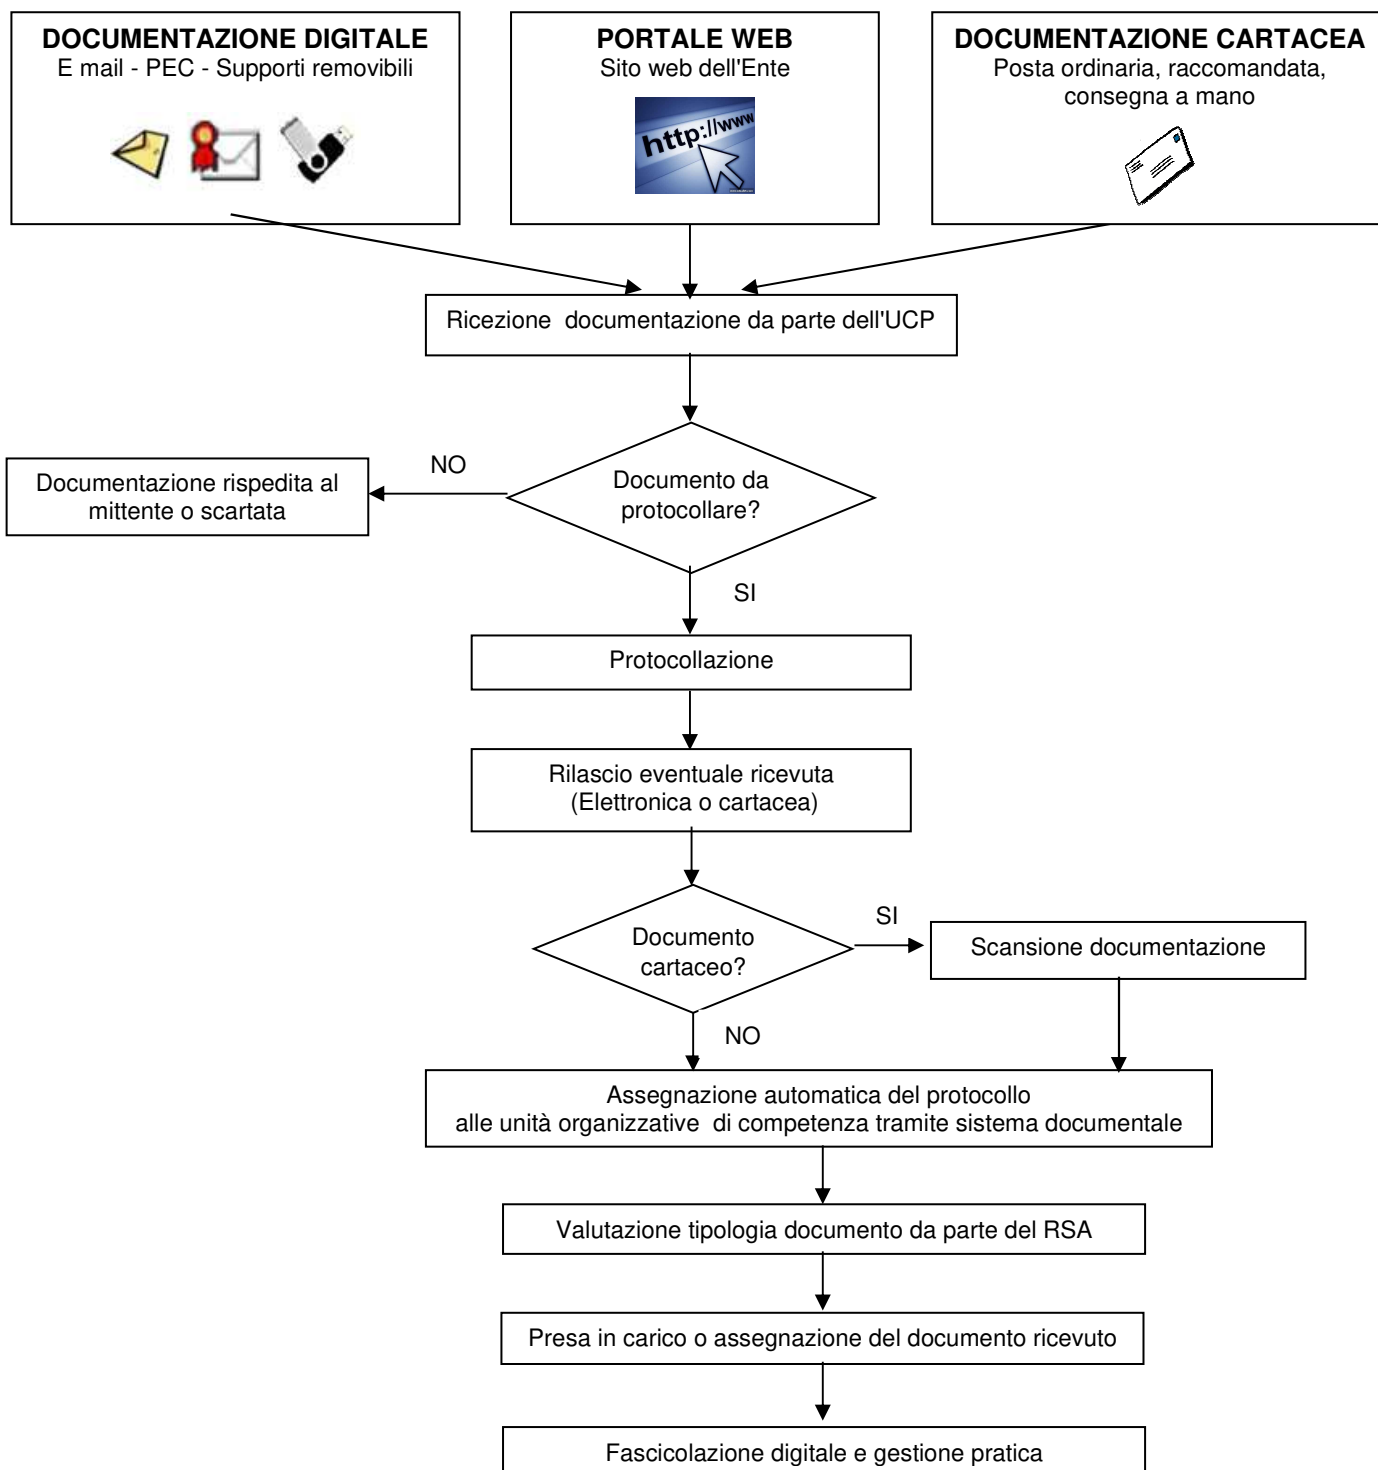 DOCUMENTAZIONE DIGITALE
E mail - PEC - Supporti removibili
PORTALE WEB
Sito web dell'Ente
http://www
DOCUMENTAZIONE CARTACEA
Posta ordinaria, raccomandata,
consegna a mano
Ricezione documentazione da parte dell'UCP
Documento da
protocollare?
NO
Documentazione rispedita al
mittente o scartata
SI
Protocollazione
Rilascio eventuale ricevuta
(Elettronica o cartacea)
Documento
cartaceo?
SI
Scansione documentazione
NO
Assegnazione automatica del protocollo
alle unità organizzative di competenza tramite sistema documentale
Valutazione tipologia documento da parte del RSA
Presa in carico o assegnazione del documento ricevuto
Fascicolazione digitale e gestione pratica